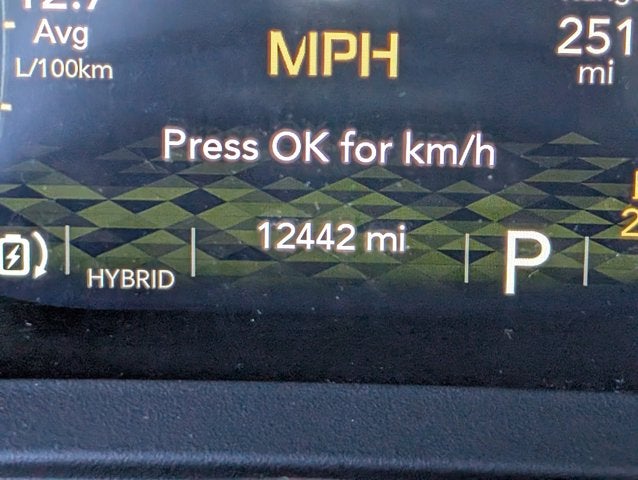 Avg
L/100km
MPH
251
mi
Press OK for km/h
12442 mi
HYBRID
P